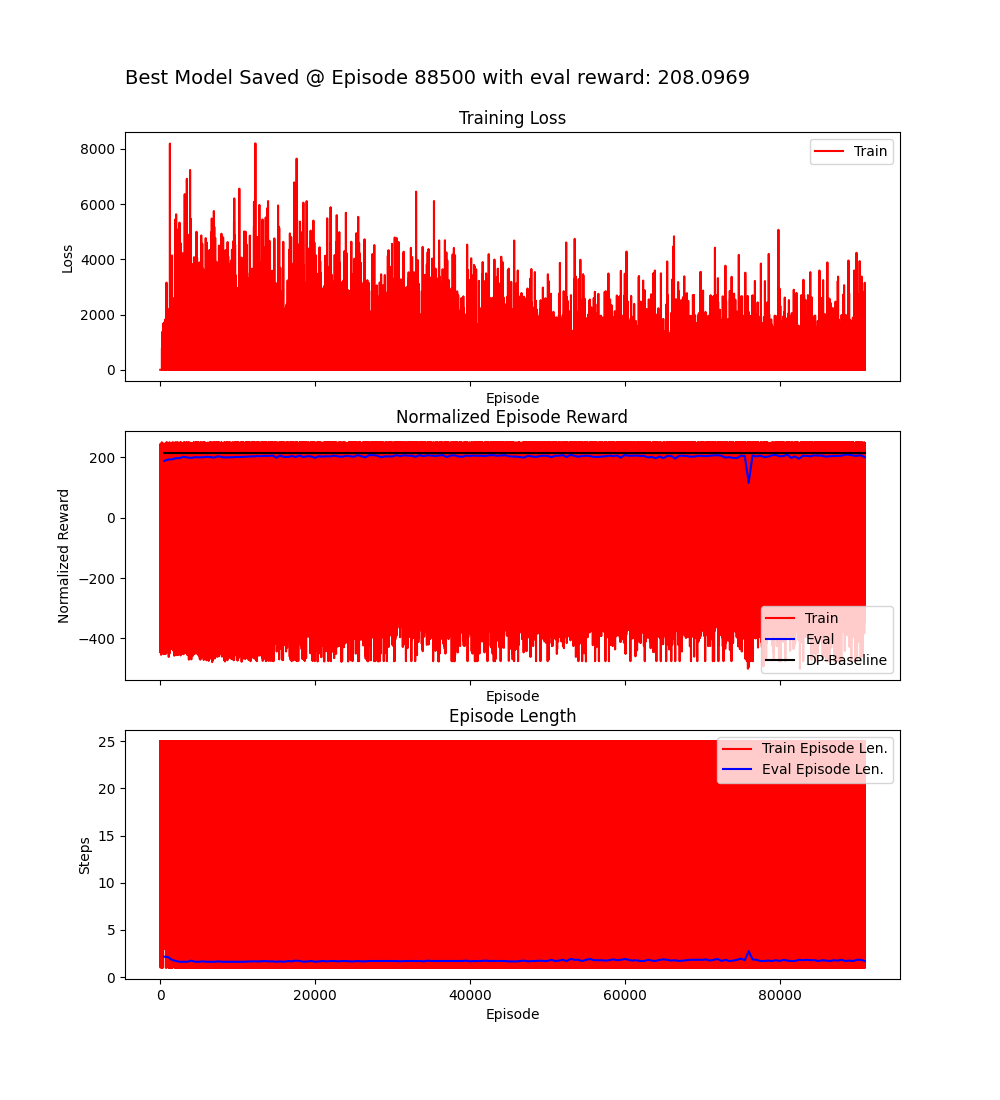 Best Model Saved @ Episode 88500 with eval reward: 208.0969
Training Loss
8000
6000
4000
2000
0
Loss
Train
Episode
Normalized Episode Reward
200
0
−200
−400
Normalized Reward
Train
Eval
DP-Baseline
Episode
Episode Length
25
20
15
10
5
0
Steps
Train Episode Len.
Eval Episode Len.
0 20000 40000 60000 80000
Episode